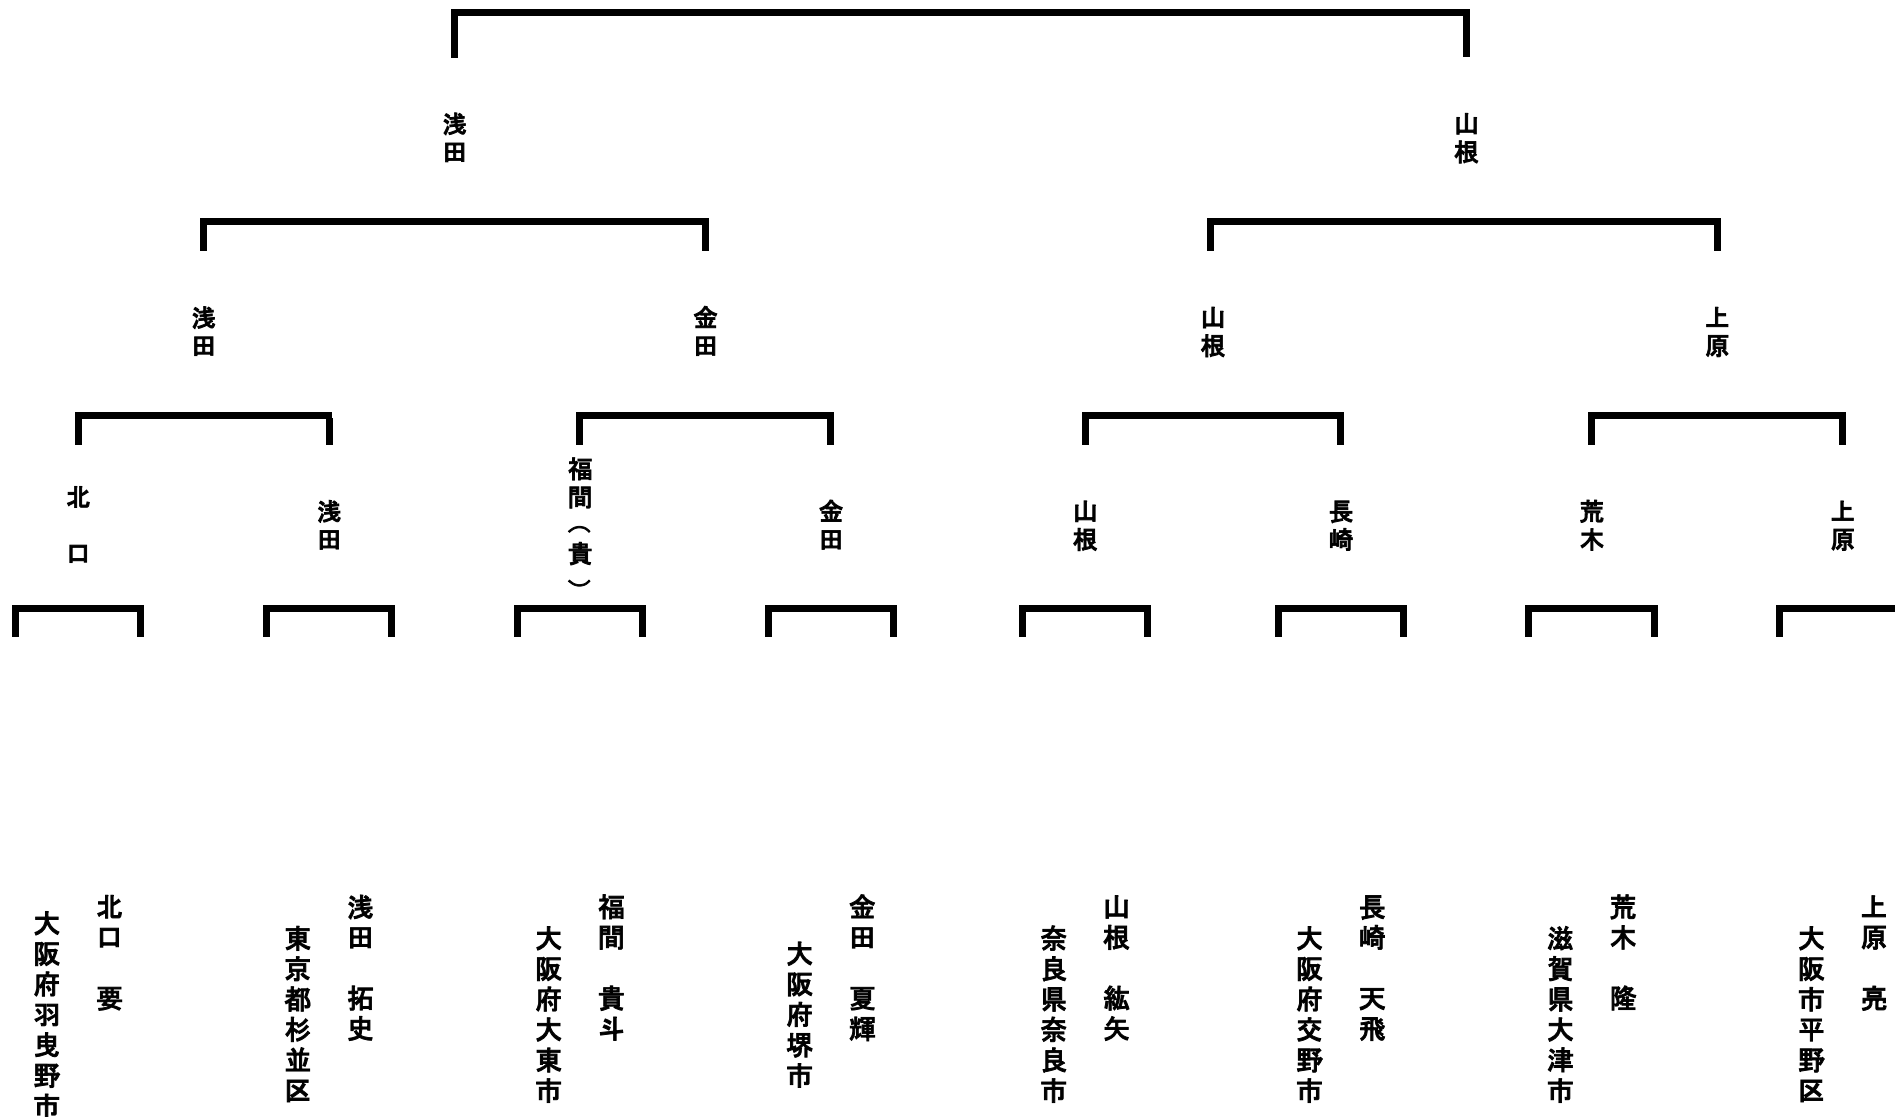 浅田
山根
浅田
金田
山根
上原
北口
浅田
福間（貴）
金田
山根
長崎
荒木
上原
北口 要
大阪府羽曳野市
浅田 拓史
東京都杉並区
福間 貴斗
大阪府大東市
金田 夏輝
大阪府堺市
山根 紘矢
奈良県奈良市
長崎 天飛
大阪府交野市
荒木 隆
滋賀県大津市
上原 亮
大阪市平野区